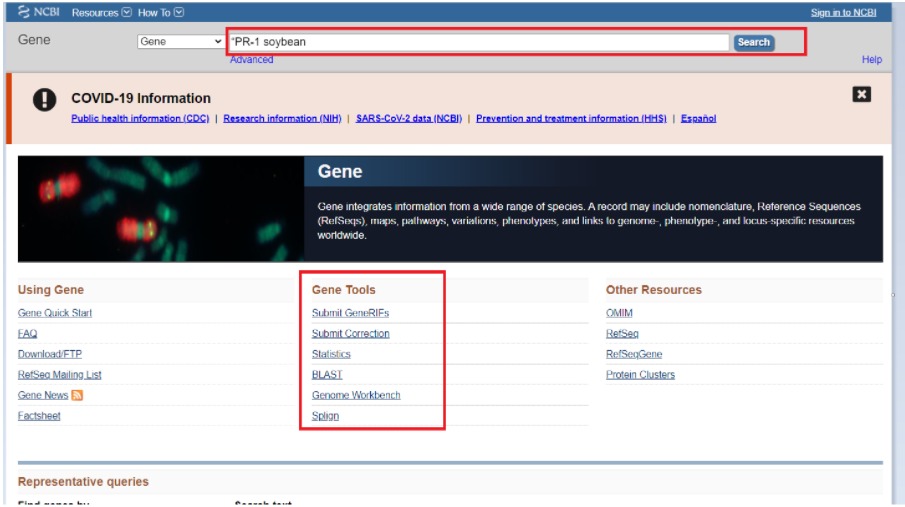 NCBI Resources How To Sign in to NCBI
Gene Gene "PR-1 soybean Search
Advanced Help
COVID-19 Information
Public health information (CDC) | Research information (NIH) | SARS-CoV-2 data (NCBI) | Prevention and treatment information (HHS) | Español
Gene
Gene integrates information from a wide range of species. A record may include nomenclature, Reference Sequences
(RefSeqs), maps, pathways, variations, phenotypes, and links to genome-, phenotype-, and locus-specific resources
worldwide.
Using Gene Gene Tools Other Resources
Gene Quick Start Submit GeneRIFs OMIM
FAQ Submit Correction RefSeq
Download/FTP Statistics RefSeqGene
RefSeq Mailing List BLAST Protein Clusters
Gene News Genome Workbench
Factsheet Splign
Representative queries
Find genes by Search text